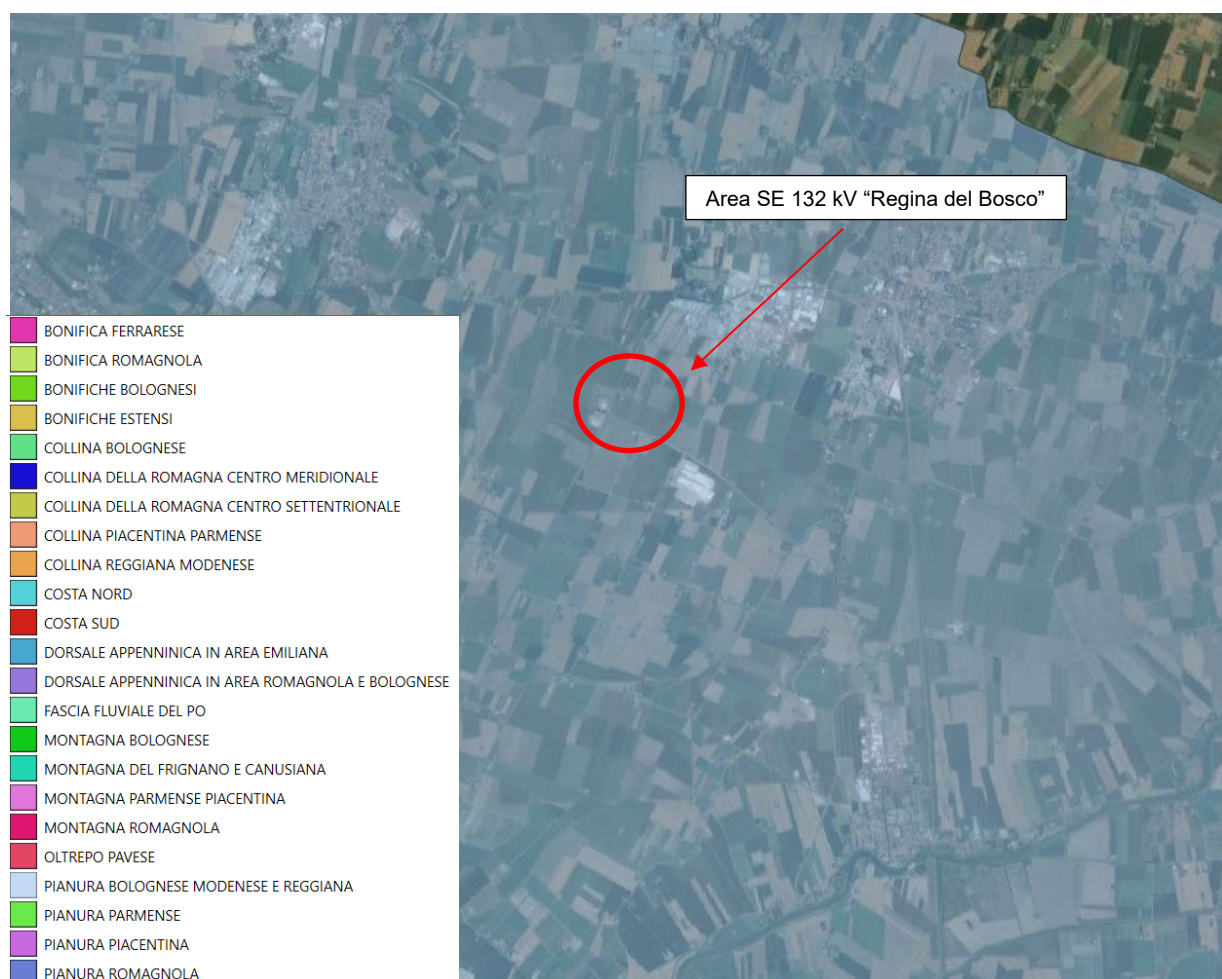 Area SE 132 kV “Regina del Bosco”
BONIFICA FERRARESE
BONIFICA ROMAGNOLA
BONIFICHE BOLOGNESI
BONIFICHE ESTENSI
COLLINA BOLOGNESE
COLLINA DELLA ROMAGNA CENTRO MERIDIONALE
COLLINA DELLA ROMAGNA CENTRO SETTENTRIONALE
COLLINA PIACENTINA PARMENSE
COLLINA REGGIANA MODENESE
COSTA NORD
COSTA SUD
DORSALE APPENNINICA IN AREA EMILIANA
DORSALE APPENNINICA IN AREA ROMAGNOLA E BOLOGNESE
FASCIA FLUVIALE DEL PO
MONTAGNA BOLOGNESE
MONTAGNA DEL FRIGNANO E CANUSIANA
MONTAGNA PARMENSE PIACENTINA
MONTAGNA ROMAGNOLA
OLTREPO PAVESE
PIANURA BOLOGNESE MODENESE E REGGIANA
PIANURA PARMENSE
PIANURA PIACENTINA
PIANURA ROMAGNOLA